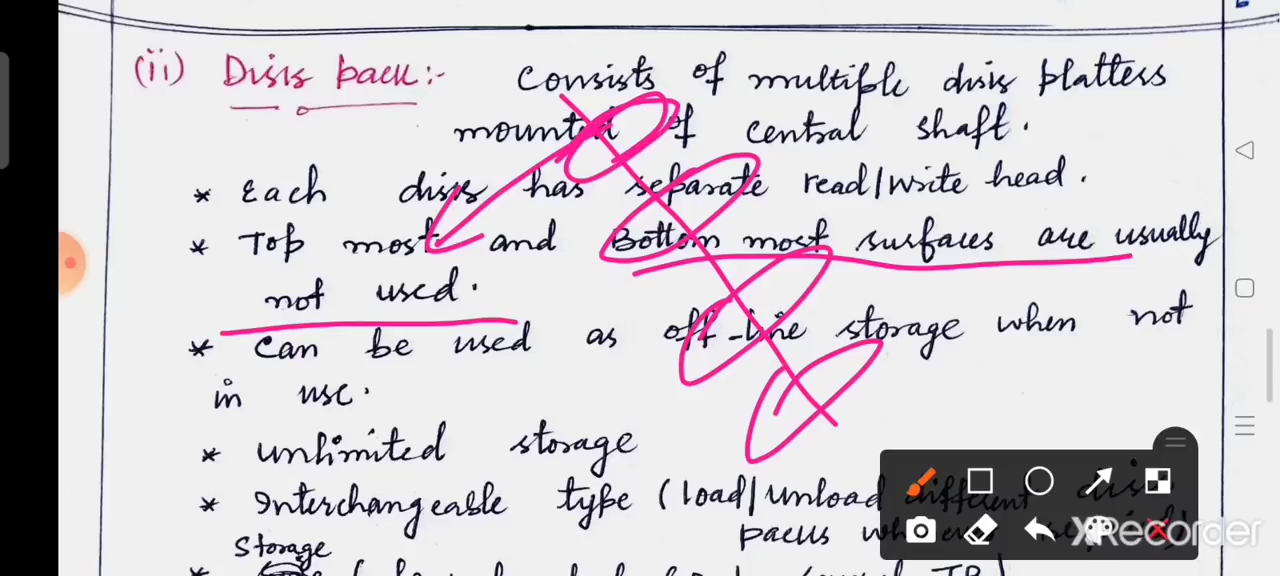 (ii) Disk pack:- Consists of multiple disk platters
mounted of central shaft.
* Each disk has separate read/write head.
* Top most and Bottom most surfaces are usually
not used.
* Can be used as off-line storage when not
in use.
* Unlimited storage
* Interchangeable type (load/unload different disk
storage packs
XRecorder